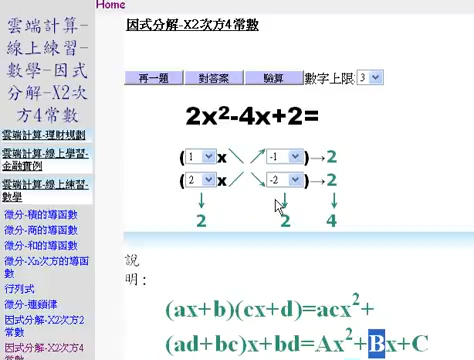 Home
雲端計算-
線上練習-
數學-因式
分解-X2次
方4常數
雲端計算-理財規劃
雲端計算-線上學習-
金融實例
雲端計算-線上練習-
數學
微分-積的導函數
微分-商的導函數
微分-和的導函數
微分-Xn次方的導函
數
行列式
微分-連鎖律
因式分解-X2次方2
常數
因式分解-X2次方4
常數
因式分解-X2次方4常數
再一題 對答案 驗算 數字上限: 3
2x²-4x+2=
(1 x -1 →2
(2 x -2 →2
2 2 4
說
明：
(ax+b)(cx+d)=acx²+
(ad+bc)x+bd=Ax²+Bx+C